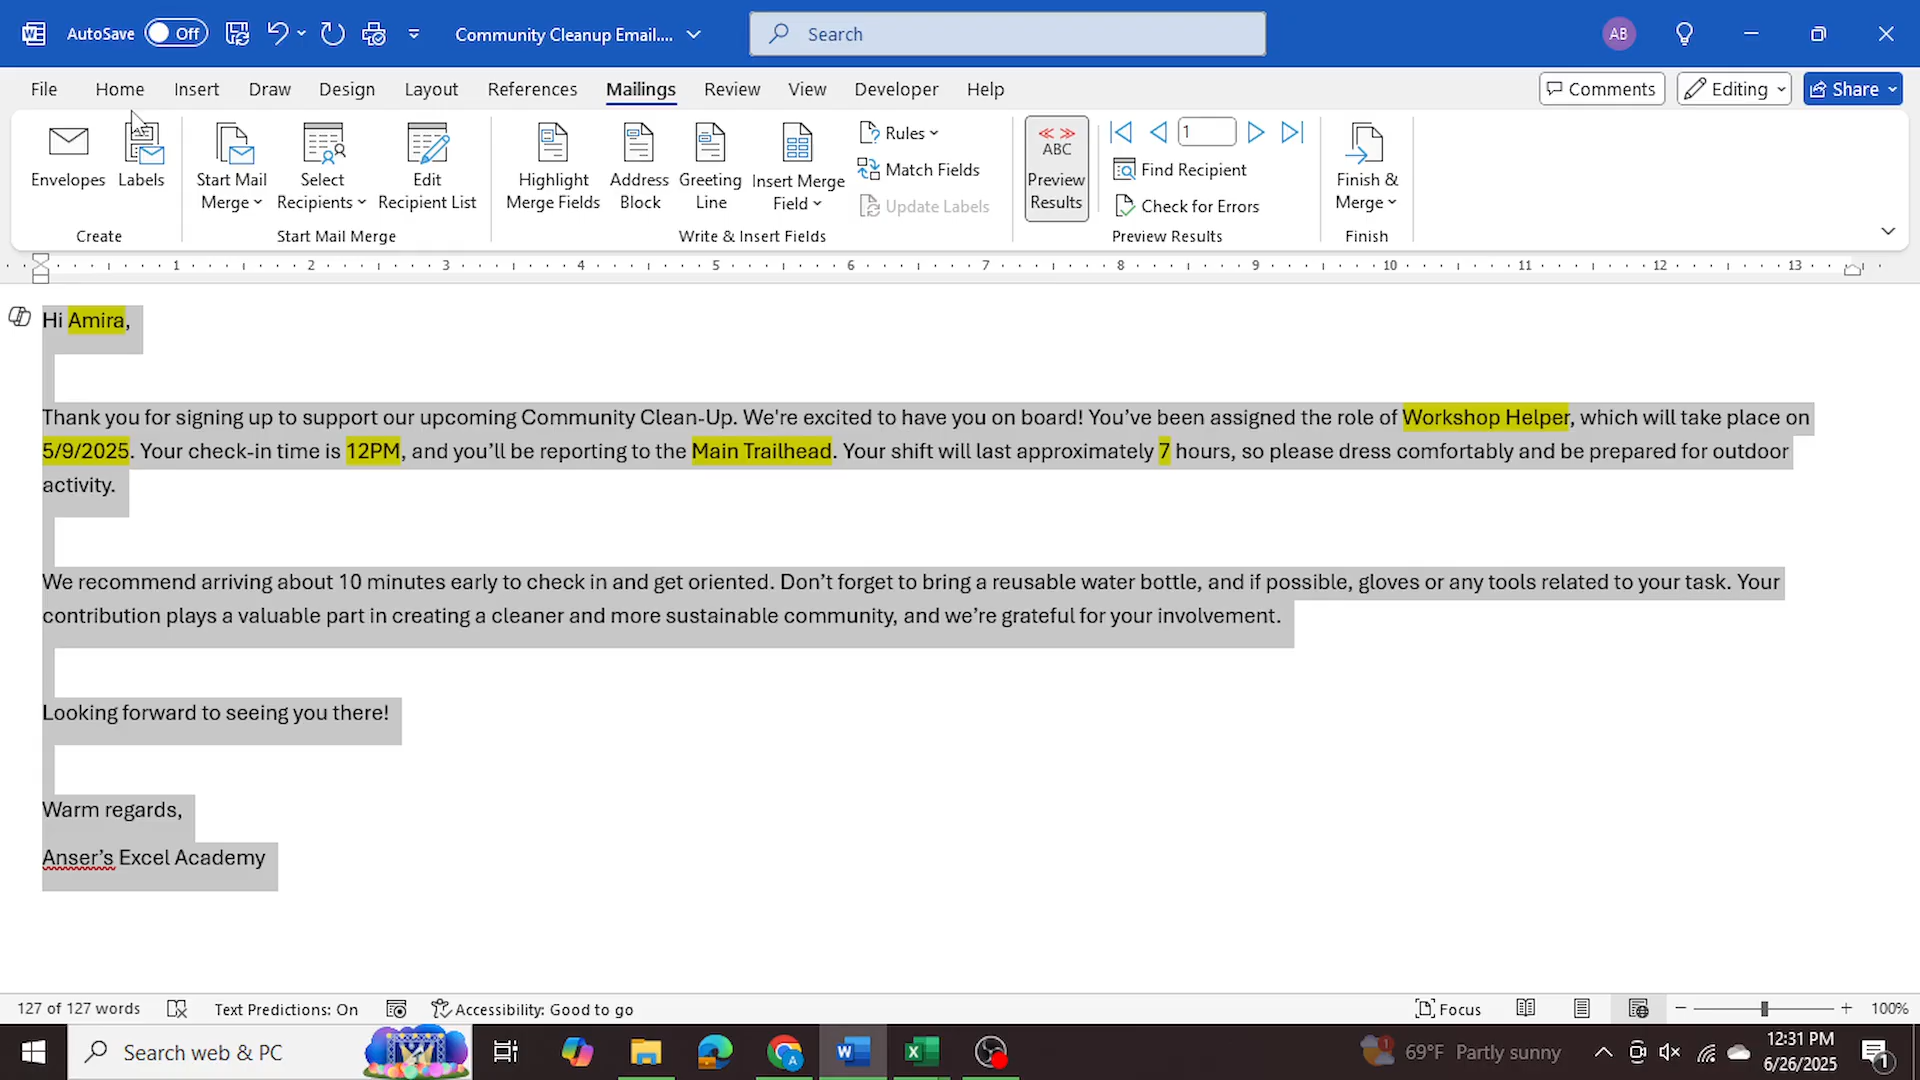 AutoSave Off Community Cleanup Email.... Search AB
File Home Insert Draw Design Layout References Mailings Review View Developer Help Comments Editing Share
Envelopes Labels Start Mail Merge Select Recipients Edit Recipient List Highlight Merge Fields Address Block Greeting Line Insert Merge Field Rules Match Fields Update Labels ABC Preview Results 1 Find Recipient Check for Errors Finish & Merge
Create Start Mail Merge Write & Insert Fields Preview Results Finish
1 2 3 4 5 6 7 8 9 10 11 12 13
Hi Amira,
Thank you for signing up to support our upcoming Community Clean-Up. We're excited to have you on board! You’ve been assigned the role of Workshop Helper, which will take place on
5/9/2025. Your check-in time is 12PM, and you’ll be reporting to the Main Trailhead. Your shift will last approximately 7 hours, so please dress comfortably and be prepared for outdoor
activity.
We recommend arriving about 10 minutes early to check in and get oriented. Don’t forget to bring a reusable water bottle, and if possible, gloves or any tools related to your task. Your
contribution plays a valuable part in creating a cleaner and more sustainable community, and we’re grateful for your involvement.
Looking forward to seeing you there!
Warm regards,
Anser’s Excel Academy
127 of 127 words Text Predictions: On Accessibility: Good to go Focus 100%
Search web & PC 1 69°F Partly sunny 12:31 PM
6/26/2025 1